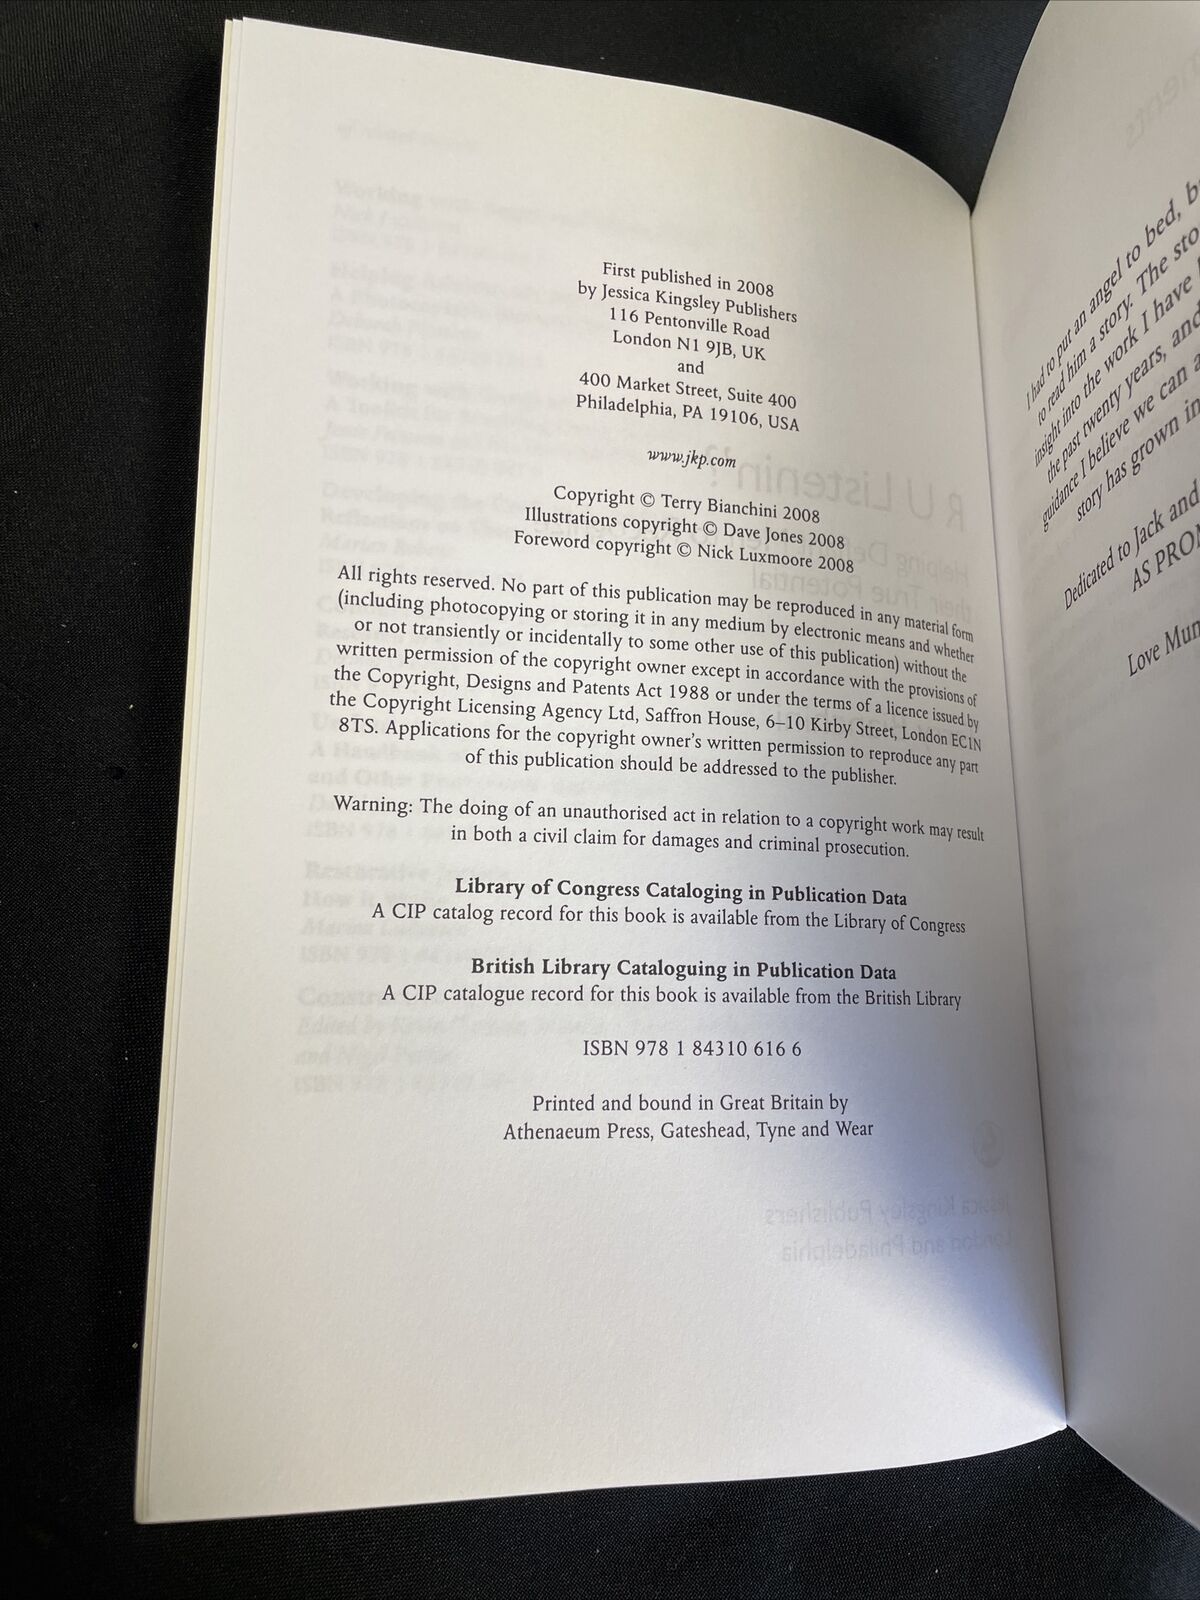 First published in 2008
by Jessica Kingsley Publishers
116 Pentonville Road
London N1 9JB, UK
and
400 Market Street, Suite 400
Philadelphia, PA 19106, USA
www.jkp.com
Copyright © Terry Bianchini 2008
Illustrations copyright © Dave Jones 2008
Foreword copyright © Nick Luxmoore 2008
All rights reserved. No part of this publication may be reproduced in any material form
(including photocopying or storing it in any medium by electronic means and whether
or not transiently or incidentally to some other use of this publication) without the
written permission of the copyright owner except in accordance with the provisions of
the Copyright, Designs and Patents Act 1988 or under the terms of a licence issued by
the Copyright Licensing Agency Ltd, Saffron House, 6–10 Kirby Street, London EC1N
8TS. Applications for the copyright owner's written permission to reproduce any part
of this publication should be addressed to the publisher.
Warning: The doing of an unauthorised act in relation to a copyright work may result
in both a civil claim for damages and criminal prosecution.
Library of Congress Cataloging in Publication Data
A CIP catalog record for this book is available from the Library of Congress
British Library Cataloguing in Publication Data
A CIP catalogue record for this book is available from the British Library
ISBN 978 1 84310 616 6
Printed and bound in Great Britain by
Athenaeum Press, Gateshead, Tyne and Wear
I had to put an angel to bed,
to read him a story. The
insight into the work I have
the past twenty years, and
guidance I believe we can
story has grown in
Dedicated to Jack and
AS
Love